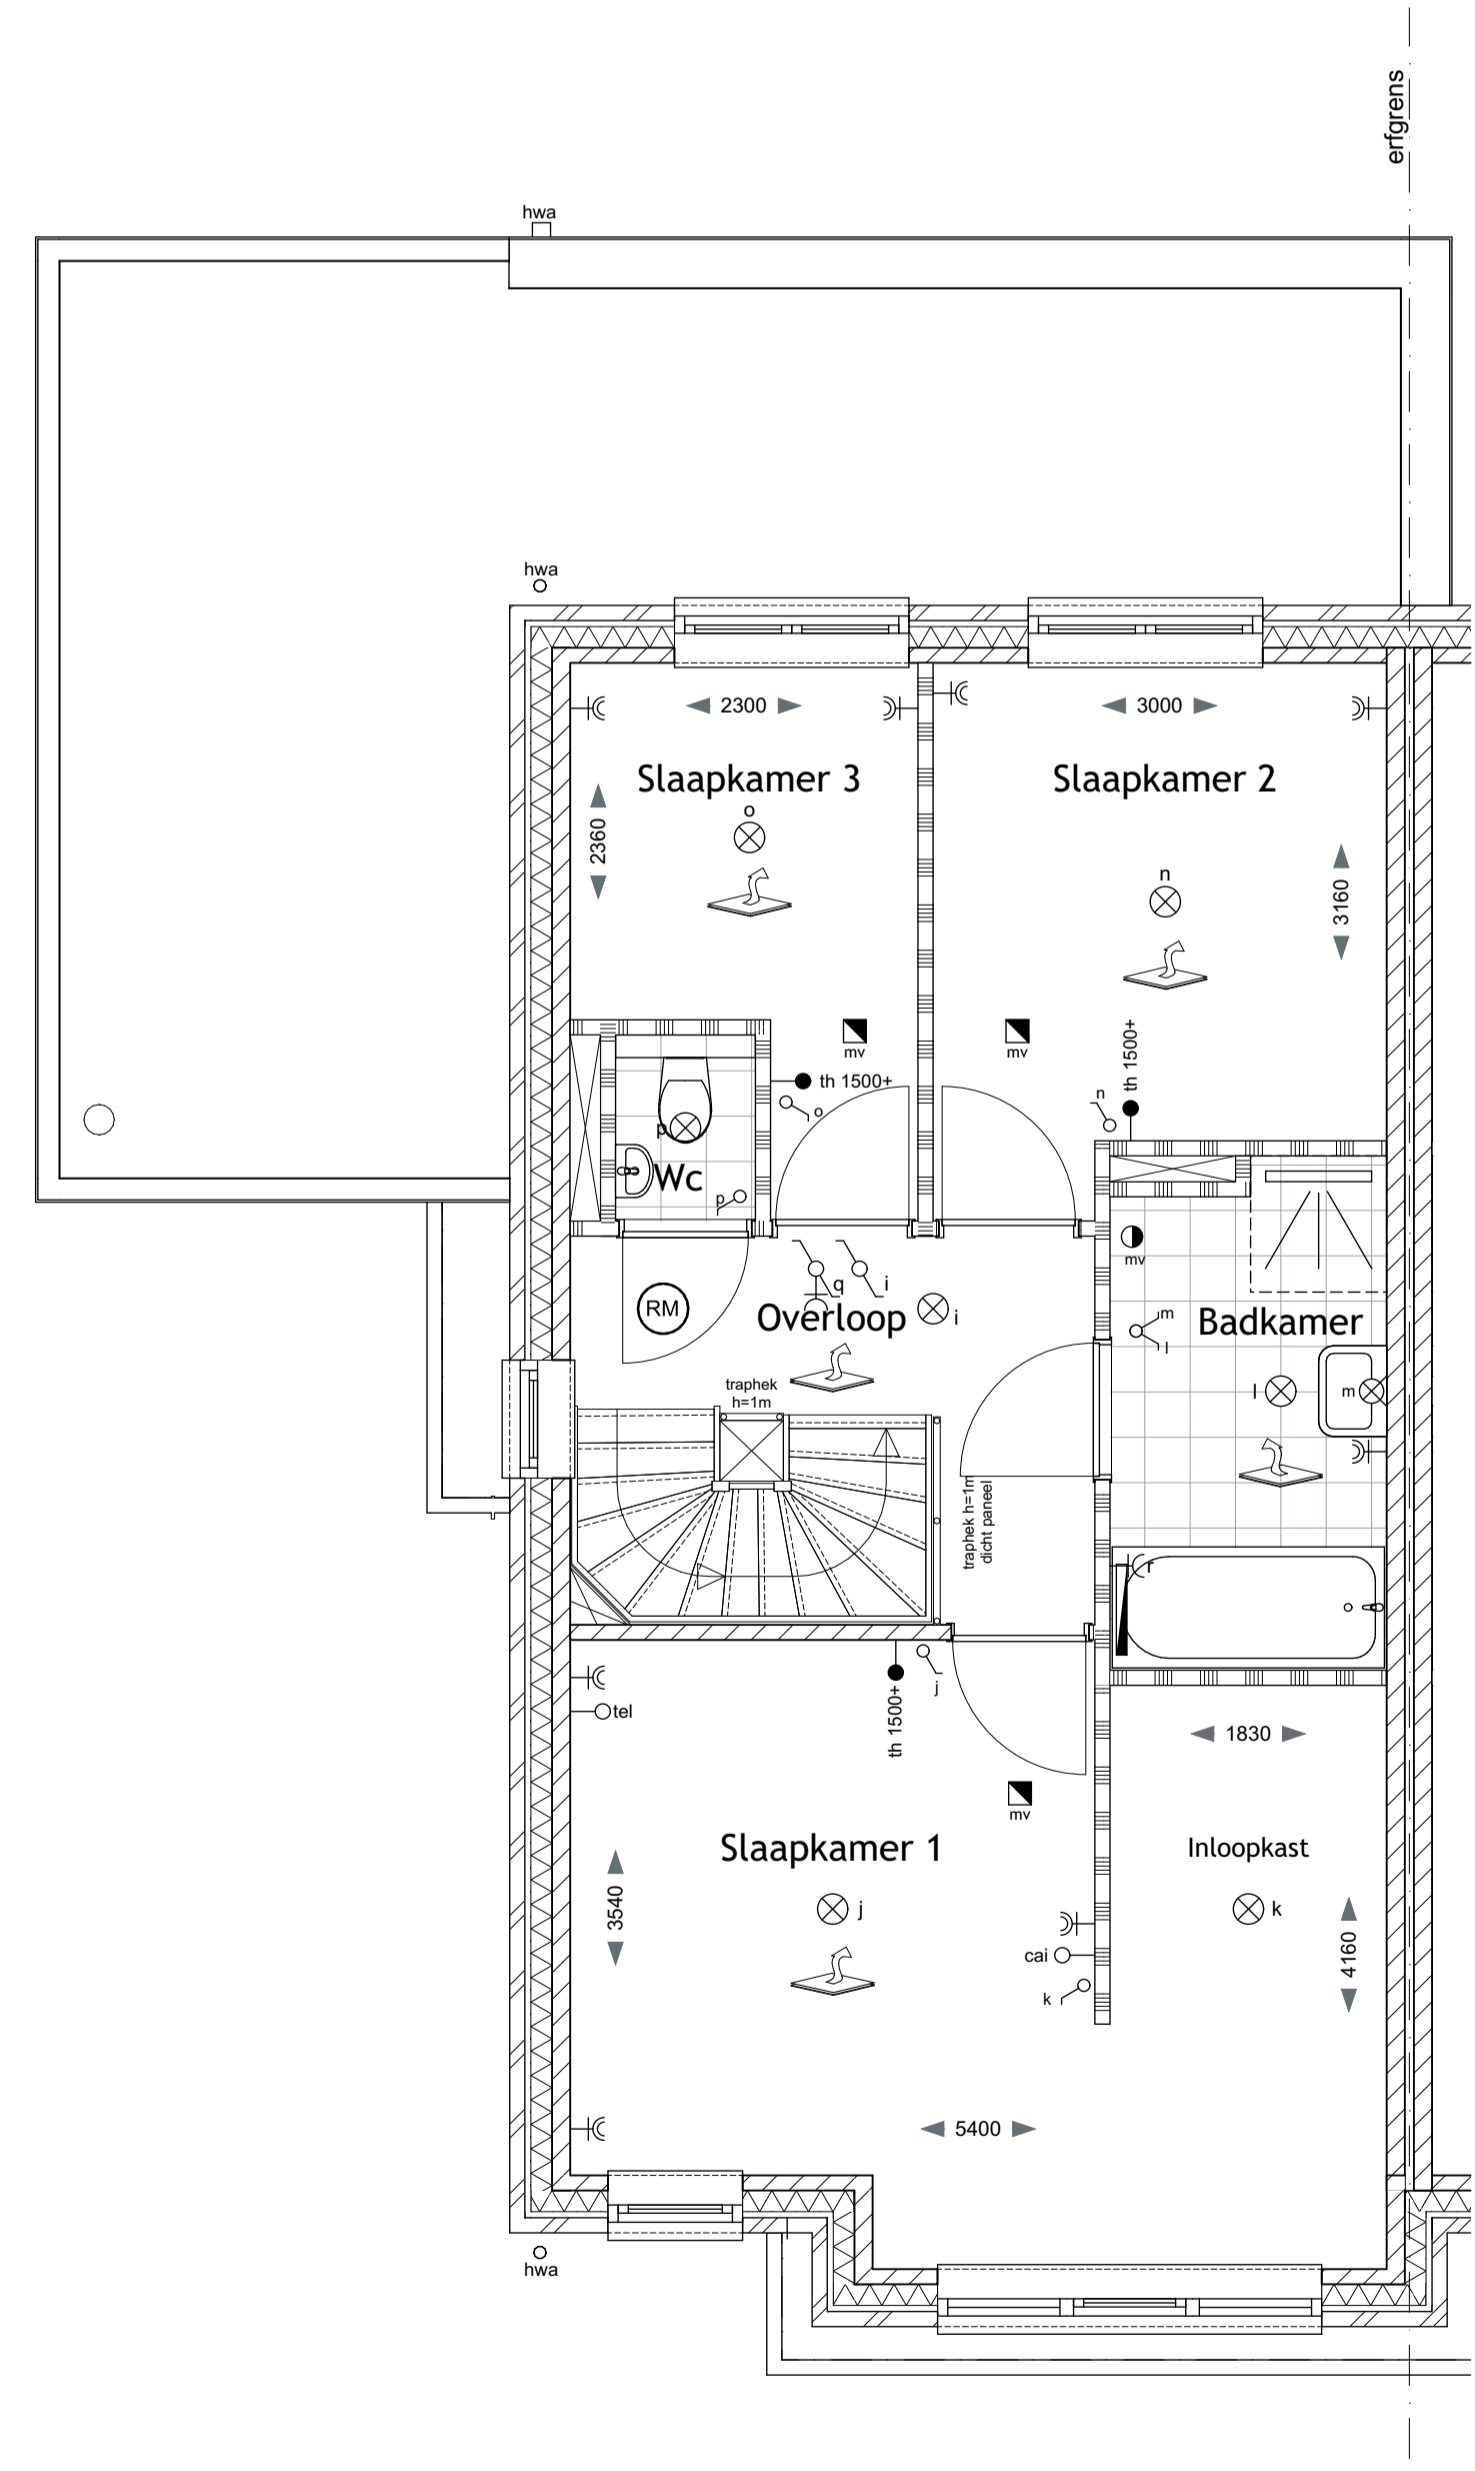 erfgrens
hwa
hwa
2300
3000
Slaapkamer 3
Slaapkamer 2
o
2360
n
3160
mv
mv
th 1500+
th 1500+
o
n
p
Wc
p
mv
q
i
RM
Overloop
i
m
l
Badkamer
traphek
h=1m
l
m
traphek h=1m
dicht paneel
r
j
tel
th 1500+
1830
mv
Slaapkamer 1
Inloopkast
3540
j
k
cai
4160
k
5400
hwa